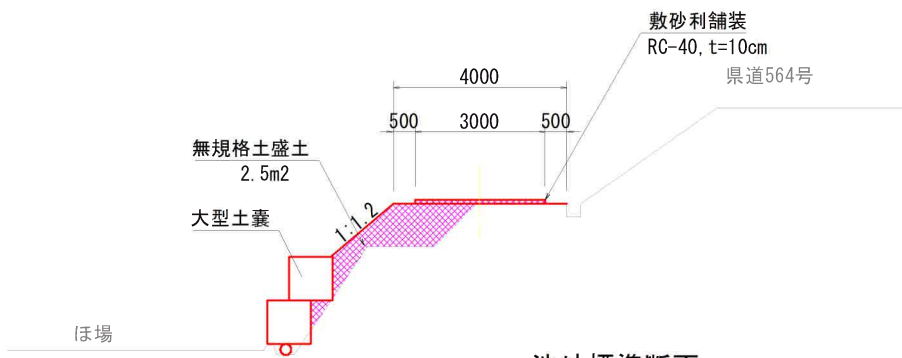 敷砂利舗装
RC-40, t=10cm
県道564号
4000
500
3000
500
無規格土盛土
2.5m2
大型土嚢
1:1.2
ほ場